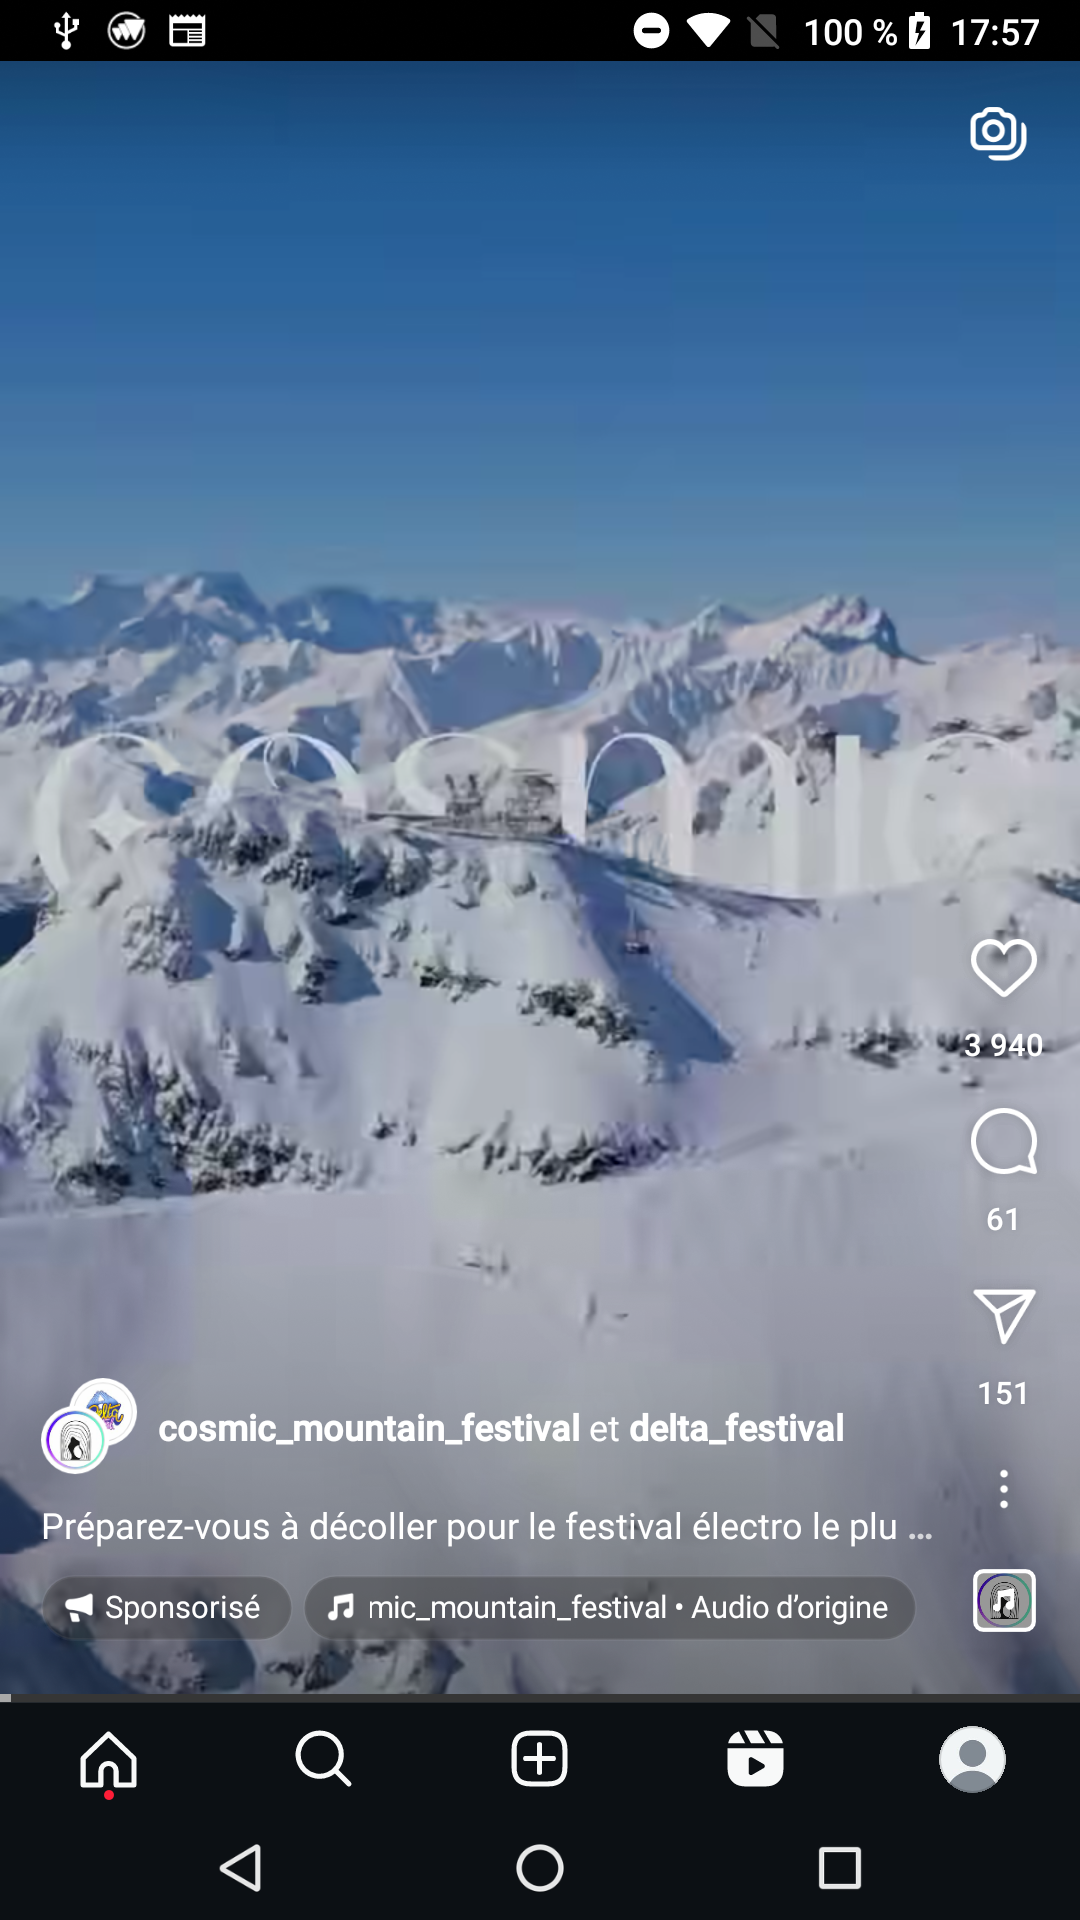 100 % 17:57
cosmic
3 940
61
151
cosmic_mountain_festival et delta_festival
Préparez-vous à décoller pour le festival électro le plu ...
Sponsorisé
mic_mountain_festival • Audio d’origine